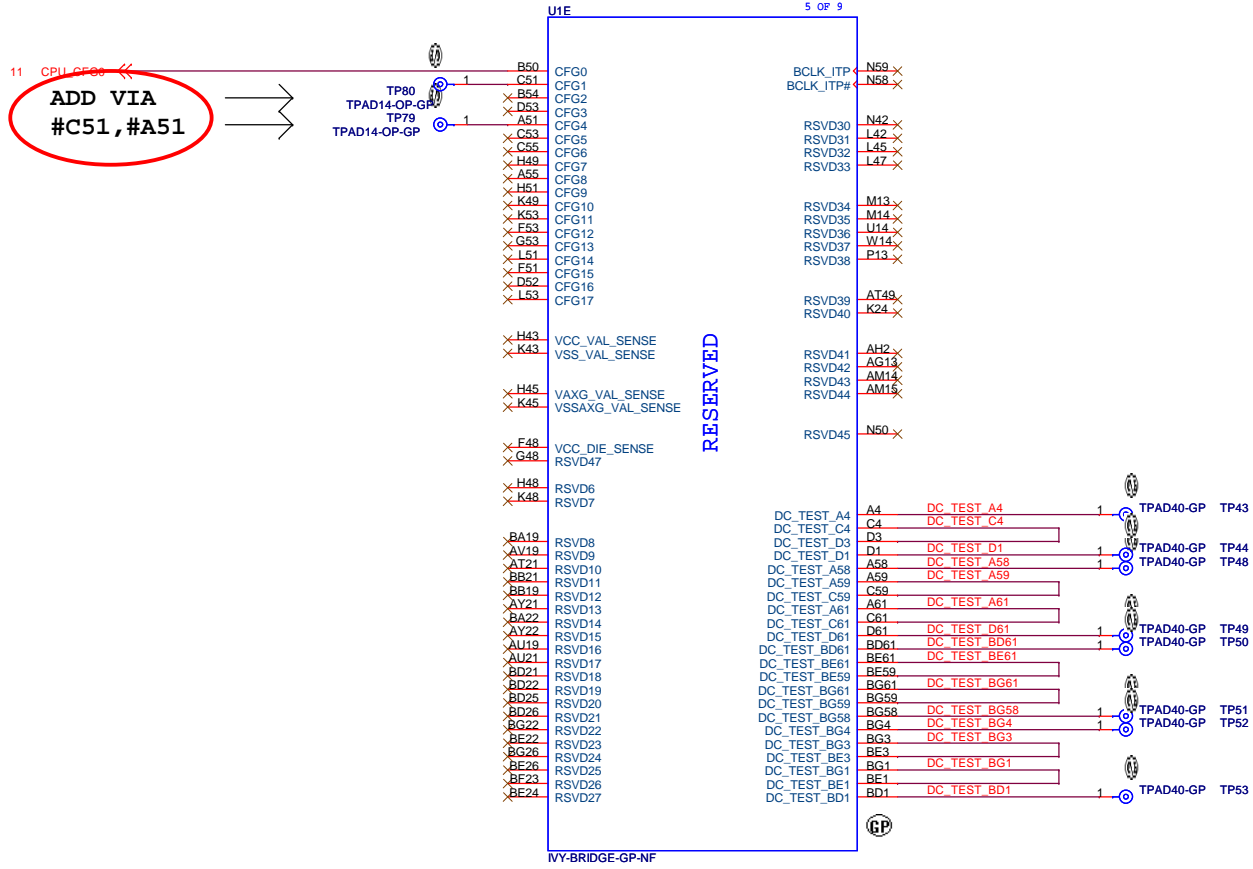 U1E
5 OF 9
11 CPU_CFG0
ADD VIA
#C51,#A51
TP80
TPAD14-OP-GP
1
TP79
TPAD14-OP-GP
1
B50 CFG0
C51 CFG1
B54 CFG2
D53 CFG3
A51 CFG4
C53 CFG5
C55 CFG6
H49 CFG7
A55 CFG8
H51 CFG9
K49 CFG10
K53 CFG11
F53 CFG12
G53 CFG13
L51 CFG14
F51 CFG15
D52 CFG16
L53 CFG17
H43 VCC_VAL_SENSE
K43 VSS_VAL_SENSE
H45 VAXG_VAL_SENSE
K45 VSSAXG_VAL_SENSE
F48 VCC_DIE_SENSE
G48 RSVD47
H48 RSVD6
K48 RSVD7
BA19 RSVD8
AV19 RSVD9
AT21 RSVD10
BB21 RSVD11
BB19 RSVD12
AY21 RSVD13
BA22 RSVD14
AY22 RSVD15
AU19 RSVD16
AU21 RSVD17
BD21 RSVD18
BD22 RSVD19
BD25 RSVD20
BD26 RSVD21
BG22 RSVD22
BE22 RSVD23
BG26 RSVD24
BE26 RSVD25
BF23 RSVD26
BE24 RSVD27
RESERVED
BCLK_ITP N59
BCLK_ITP# N58
RSVD30 N42
RSVD31 L42
RSVD32 L45
RSVD33 L47
RSVD34 M13
RSVD35 M14
RSVD36 U14
RSVD37 W14
RSVD38 P13
RSVD39 AT49
RSVD40 K24
RSVD41 AH2
RSVD42 AG13
RSVD43 AM14
RSVD44 AM15
RSVD45 N50
DC_TEST_A4 A4 DC_TEST_A4 1 TPAD40-GP TP43
DC_TEST_C4 C4 DC_TEST_C4
DC_TEST_D3 D3
DC_TEST_D1 D1 DC_TEST_D1 1 TPAD40-GP TP44
DC_TEST_A58 A58 DC_TEST_A58 1 TPAD40-GP TP48
DC_TEST_A59 A59 DC_TEST_A59
DC_TEST_C59 C59
DC_TEST_A61 A61 DC_TEST_A61
DC_TEST_C61 C61
DC_TEST_D61 D61 DC_TEST_D61 1 TPAD40-GP TP49
DC_TEST_BD61 BD61 DC_TEST_BD61 1 TPAD40-GP TP50
DC_TEST_BE61 BE61 DC_TEST_BE61
DC_TEST_BE59 BE59
DC_TEST_BG61 BG61 DC_TEST_BG61
DC_TEST_BG59 BG59
DC_TEST_BG58 BG58 DC_TEST_BG58 1 TPAD40-GP TP51
DC_TEST_BG4 BG4 DC_TEST_BG4 1 TPAD40-GP TP52
DC_TEST_BG3 BG3 DC_TEST_BG3
DC_TEST_BE3 BE3
DC_TEST_BG1 BG1 DC_TEST_BG1
DC_TEST_BE1 BE1
DC_TEST_BD1 BD1 DC_TEST_BD1 1 TPAD40-GP TP53
GP
IVY-BRIDGE-GP-NF